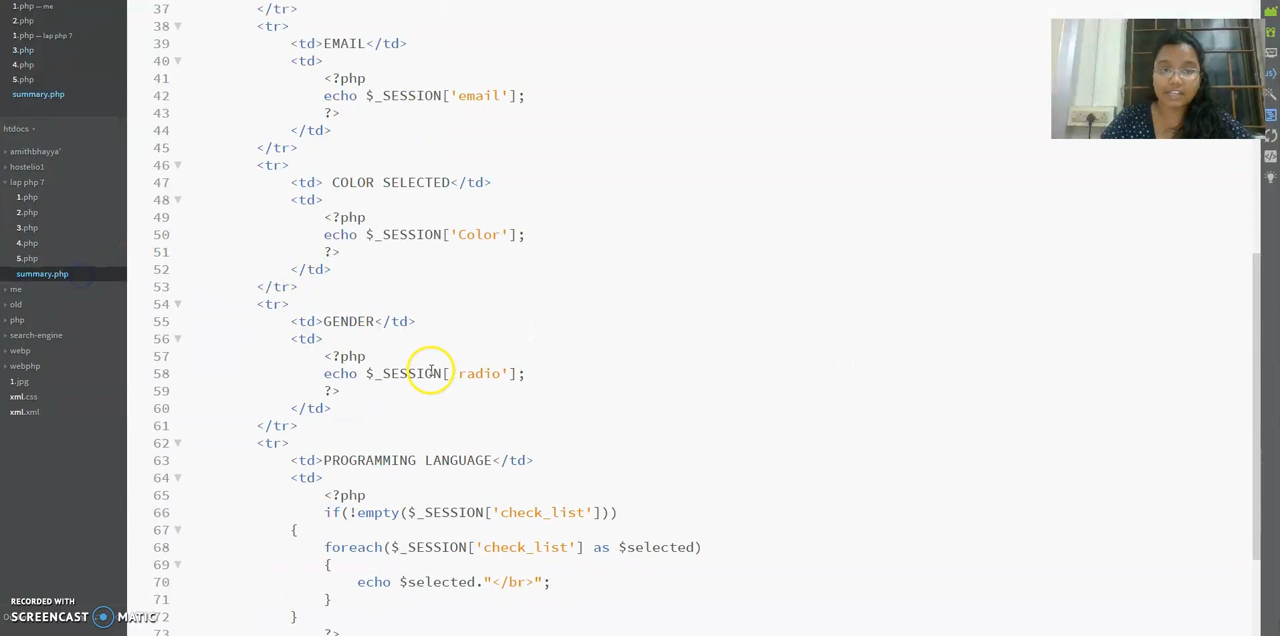 1.php — me
2.php
1.php — lap php 7
3.php
4.php
5.php
summary.php
htdocs
amithbhayya`
hostelio1
lap php 7
1.php
2.php
3.php
4.php
5.php
summary.php
me
old
php
search-engine
webp
webphp
1.jpg
xml.css
xml.xml
37 </tr>
38 <tr>
39 <td>EMAIL</td>
40 <td>
41 <?php
42 echo $_SESSION['email'];
43 ?>
44 </td>
45 </tr>
46 <tr>
47 <td> COLOR SELECTED</td>
48 <td>
49 <?php
50 echo $_SESSION['Color'];
51 ?>
52 </td>
53 </tr>
54 <tr>
55 <td>GENDER</td>
56 <td>
57 <?php
58 echo $_SESSION['radio'];
59 ?>
60 </td>
61 </tr>
62 <tr>
63 <td>PROGRAMMING LANGUAGE</td>
64 <td>
65 <?php
66 if(!empty($_SESSION['check_list']))
67 {
68 foreach($_SESSION['check_list'] as $selected)
69 {
70 echo $selected."</br>";
71 }
72 }
73 ?>
RECORDED WITH
SCREENCAST MATIC